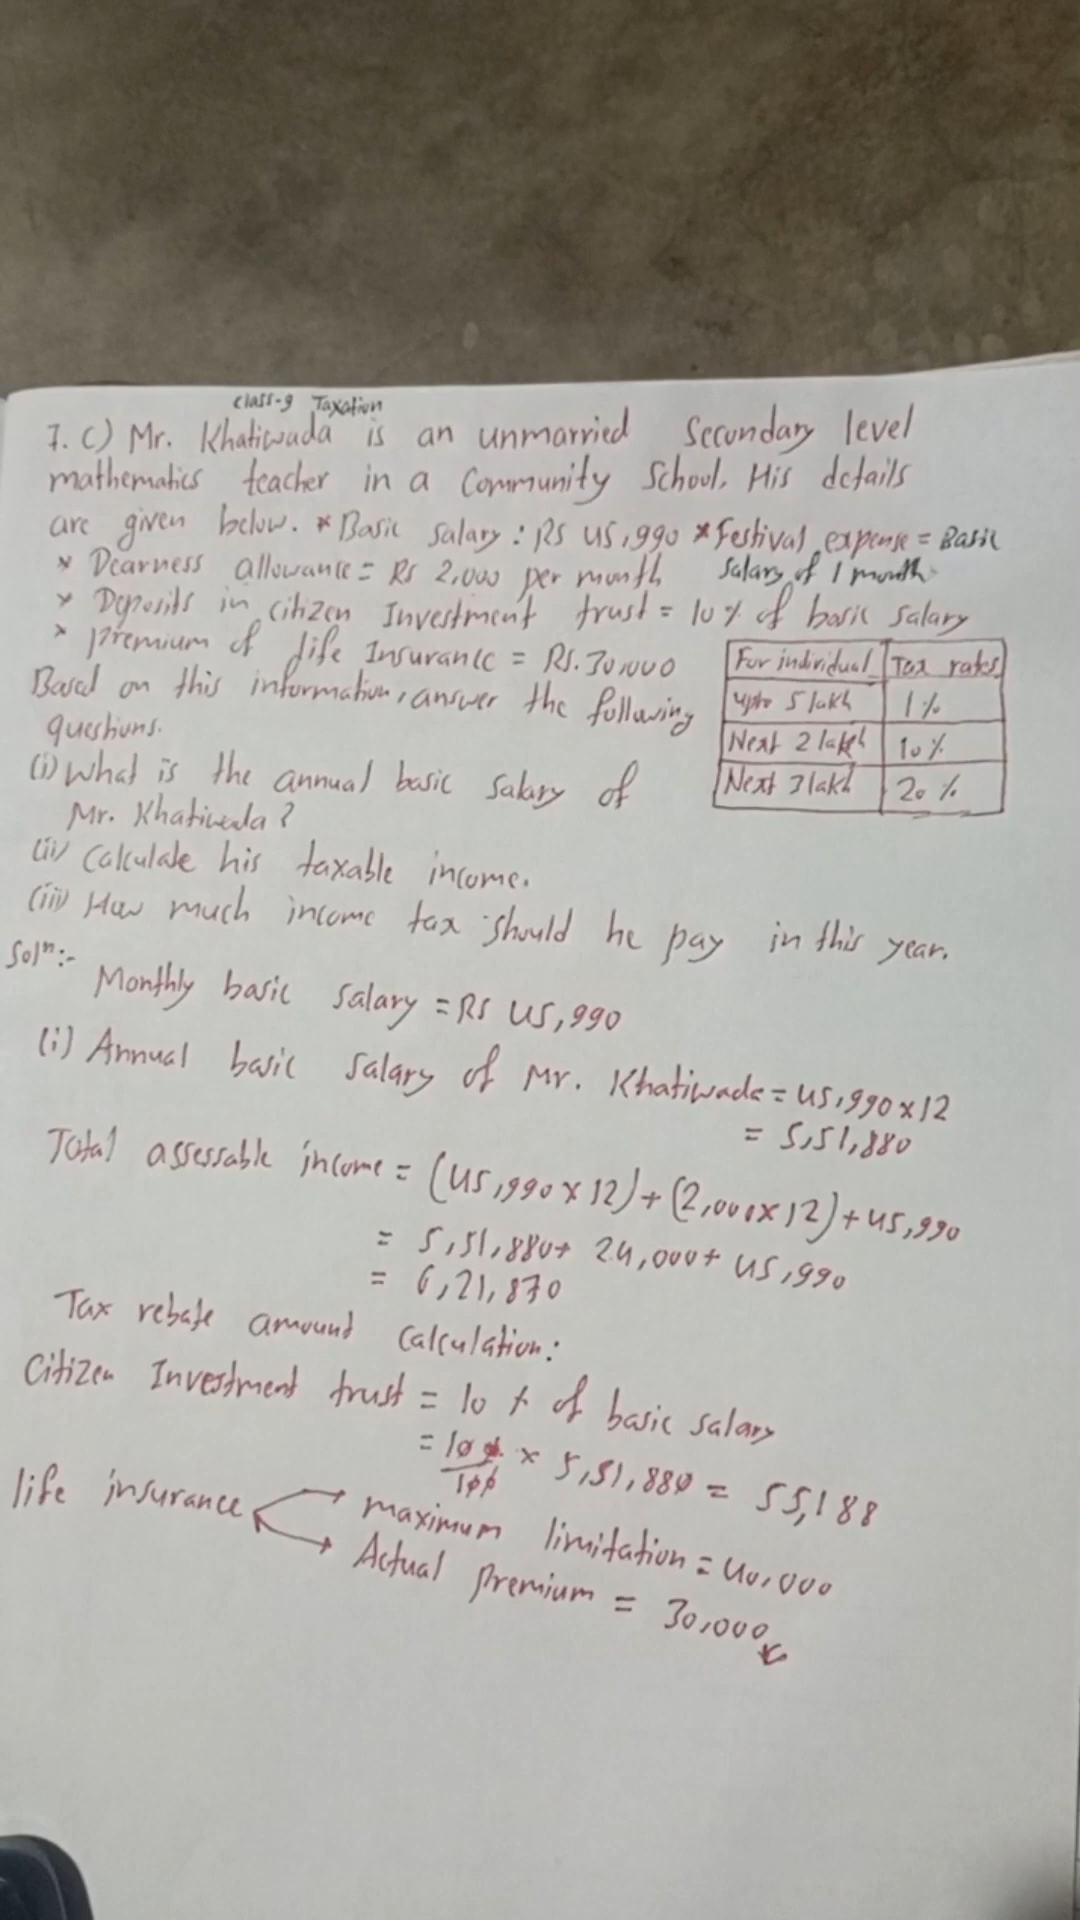 class-9 Taxation
7. C) Mr. Khatiwada is an unmarried Secondary level
mathematics teacher in a Community School. His details
are given below. * Basic Salary: Rs 45,990 * Festival expense = Basic
* Dearness allowance = Rs 2,000 per month Salary of 1 month
* Deposits in citizen Investment trust = 10% of basic salary
* premium of life Insurance = Rs. 30,000
Based on this information, answer the following
questions.
For individual Tax rates
upto 5 lakh 1%
Next 2 lakh 10%
Next 3 lakh 20%
(i) What is the annual basic salary of
Mr. Khatiwada?
(ii) Calculate his taxable income.
(iii) How much income tax should he pay in this year.
Solⁿ:-
Monthly basic salary = Rs 45,990
(i) Annual basic salary of Mr. Khatiwada = 45,990 x 12
= 5,51,880
Total assessable income = (45,990 x 12) + (2,000 x 12) + 45,990
= 5,51,880 + 24,000 + 45,990
= 6,21,870
Tax rebate amount calculation:
Citizen Investment trust = 10 % of basic salary
= 10/100 x 5,51,880 = 55,188
life insurance → maximum limitation = 40,000
→ Actual premium = 30,000